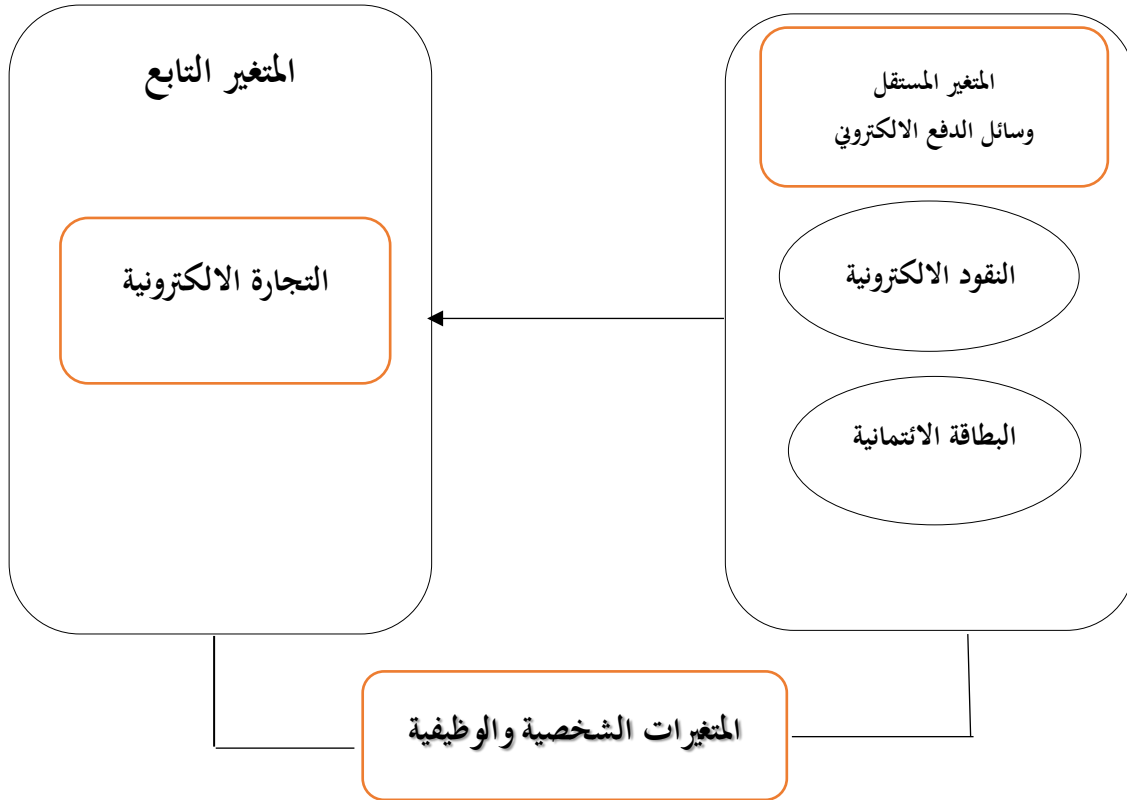 المتغير المستقل
وسائل الدفع الالكتروني
النقود الالكترونية
البطاقة الائتمانية
المتغير التابع
التجارة الالكترونية
المتغيرات الشخصية والوظيفية